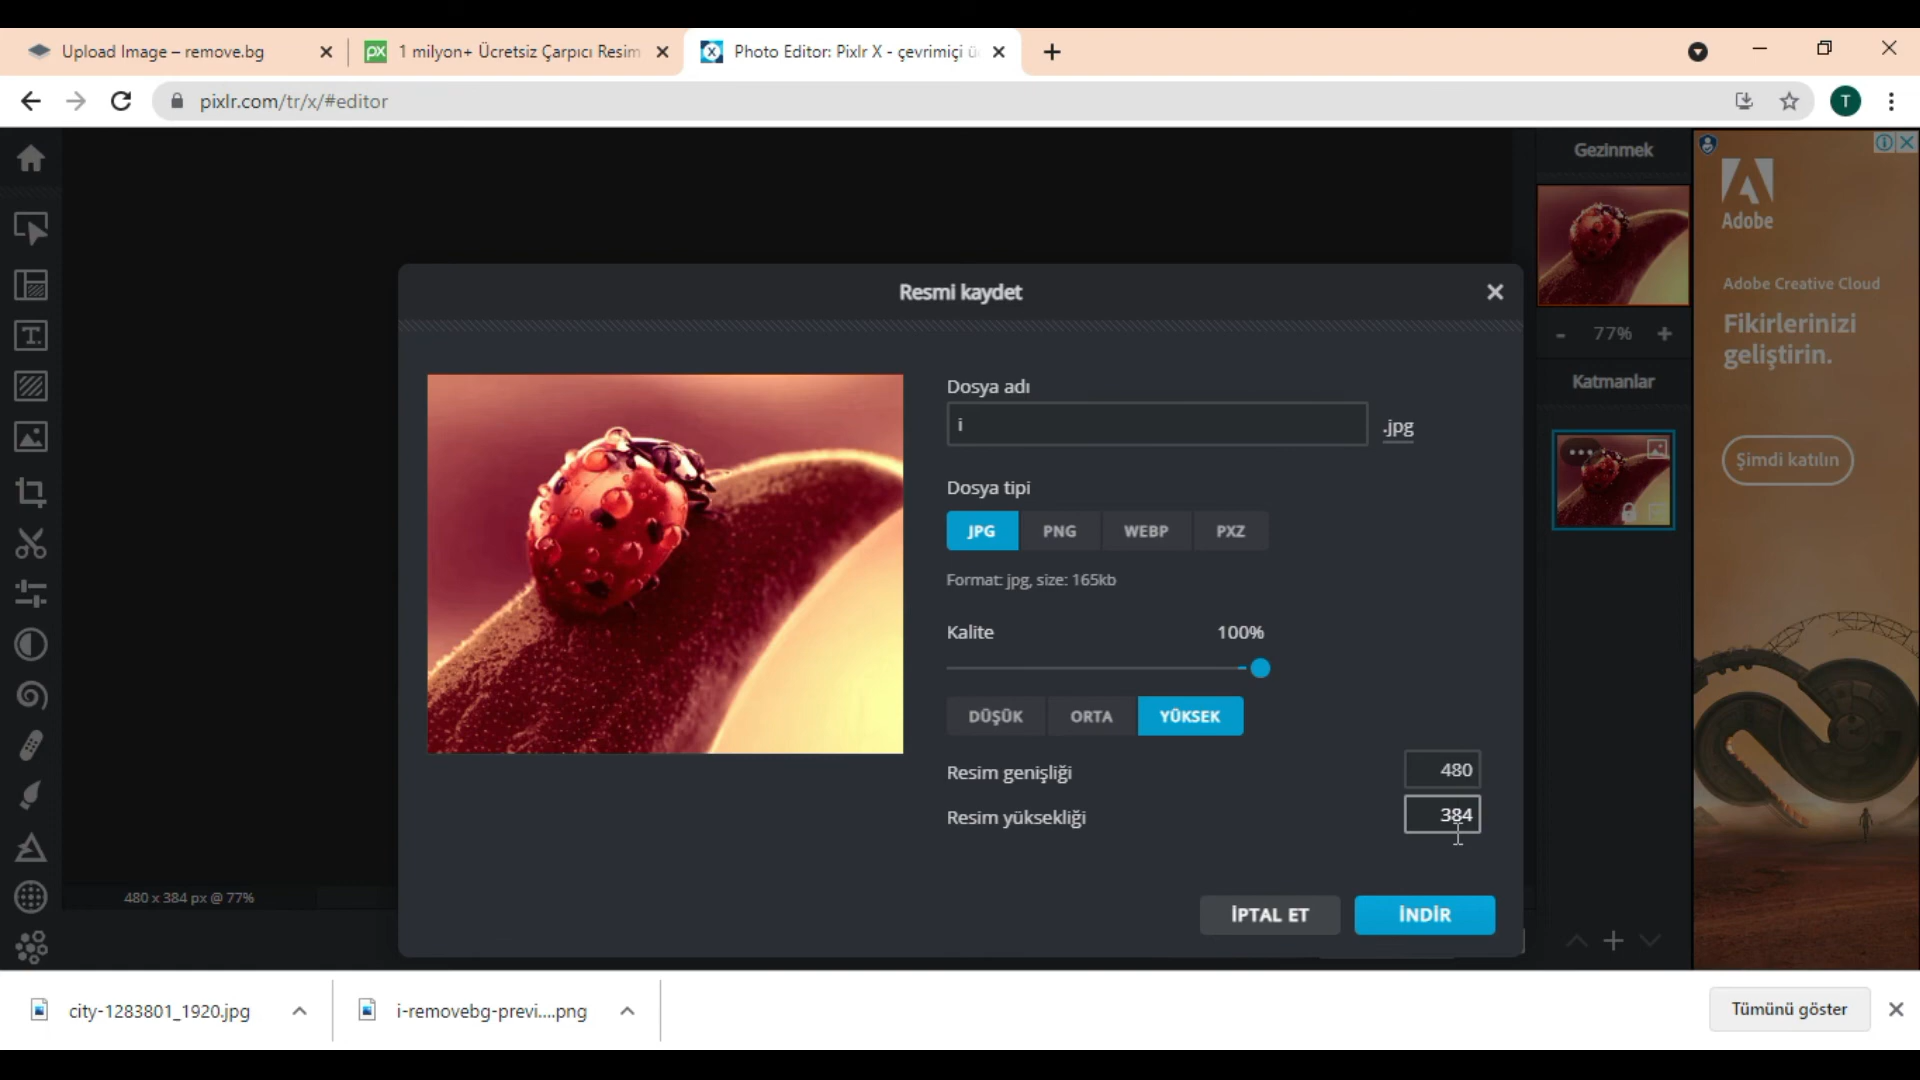 Upload Image – remove.bg
1 milyon+ Ücretsiz Çarpıcı Resim
Photo Editor: Pixlr X - çevrimiçi ü
pixlr.com/tr/x/#editor
T
Gezinmek
77%
Katmanlar
Adobe
Adobe Creative Cloud
Fikirlerinizi
geliştirin.
Şimdi katılın
Resmi kaydet
Dosya adı
i
.jpg
Dosya tipi
JPG PNG WEBP PXZ
Format: jpg, size: 165kb
Kalite 100%
DÜŞÜK ORTA YÜKSEK
Resim genişliği 480
Resim yüksekliği 384
İPTAL ET İNDİR
480 x 384 px @ 77%
city-1283801_1920.jpg
i-removebg-previ....png
Tümünü göster